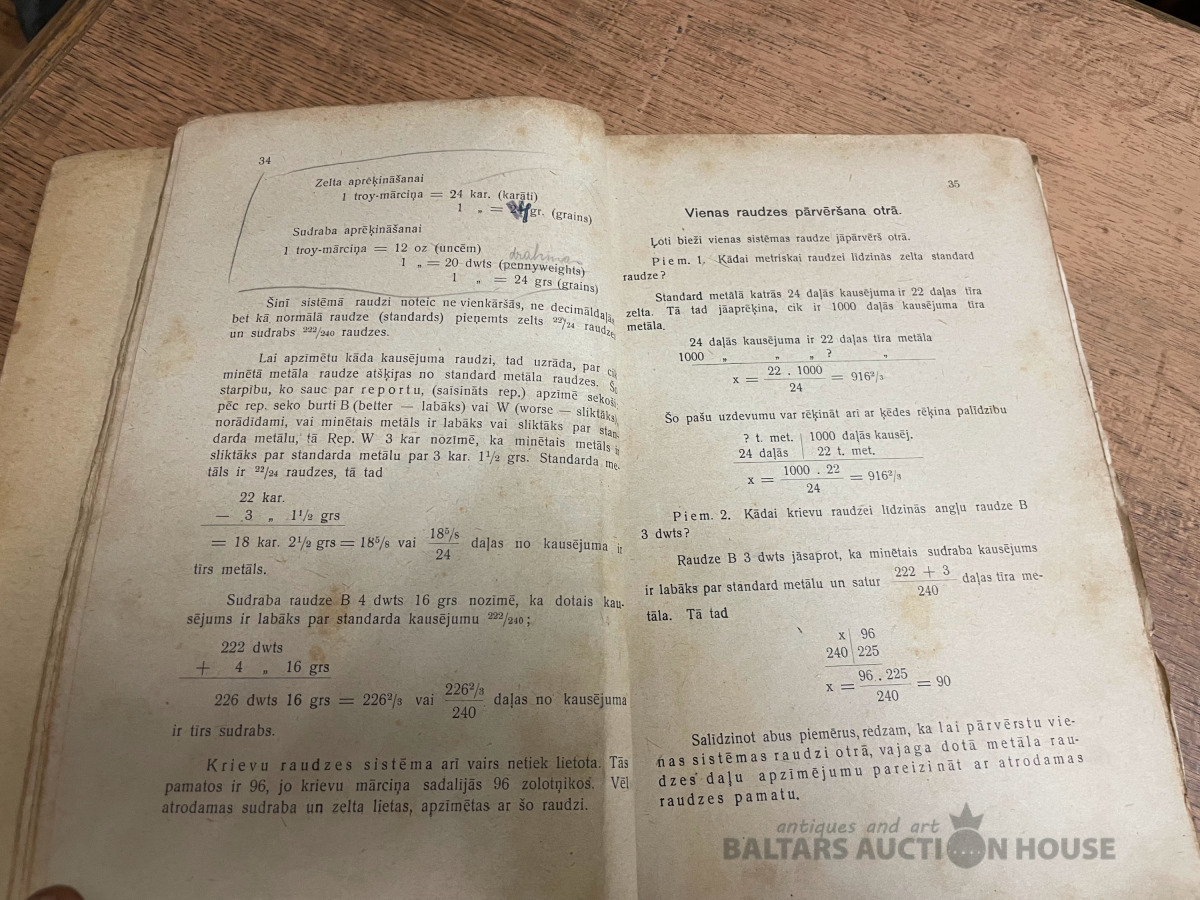 34
Zelta aprēķināšanai
1 troy-mārciņa = 24 kar. (karāti)
1 „ = 4 gr. (grains)
Sudraba aprēķināšanai
1 troy-mārciņa = 12 oz (uncēm)
drahma
1 „ = 20 dwts (pennyweights)
1 „ = 24 grs (grains)
Šinī sistēmā raudzi noteic ne vienkāršās, ne decimāldaļās
bet kā normālā raudze (standards) pieņemts zelts ²²/₂₄ raudzes
un sudrabs ²²²/₂₄₀ raudzes.
Lai apzīmētu kāda kausējuma raudzi, tad uzrāda, par cik
minētā metāla raudze atšķiras no standard metāla raudzes. Šo
starpību, ko sauc par reportu, (saīsināts rep.) apzīmē sekoši
pēc rep. seko burti B (better — labāks) vai W (worse — sliktāks)
norādīdami, vai minētais metāls ir labāks vai sliktāks par stan-
darda metālu, tā Rep. W 3 kar nozīmē, ka minētais metāls ir
sliktāks par standarda metālu par 3 kar. 1½ grs. Standarda me-
tāls ir ²²/₂₄ raudzes, tā tad
22 kar.
— 3 „ 1½ grs
= 18 kar. 2½ grs = 18⁵/₈ vai 18⁵/₈/24 daļas no kausējuma ir
tīrs metāls.
Sudraba raudze B 4 dwts 16 grs nozīmē, ka dotais kau-
sējums ir labāks par standarda kausējumu ²²²/₂₄₀;
222 dwts
+ 4 „ 16 grs
226 dwts 16 grs = 226²/₃ vai 226²/₃/240 daļas no kausējuma
ir tīrs sudrabs.
Krievu raudzes sistēma arī vairs netiek lietota. Tās
pamatos ir 96, jo krievu mārciņa sadalījās 96 zolotņikos. Vēl
atrodamas sudraba un zelta lietas, apzīmētas ar šo raudzi.
35
Vienas raudzes pārvēršana otrā.
Ļoti bieži vienas sistēmas raudze jāpārvērš otrā.
Piem. 1. Kādai metriskai raudzei līdzinās zelta standard
raudze?
Standard metālā katrās 24 daļās kausējuma ir 22 daļas tīra
zelta. Tā tad jāaprēķina, cik ir 1000 daļās kausējuma tīra
metāla.
24 daļās kausējuma ir 22 daļas tīra metāla
1000 „ „ „ ? „
x = 22 . 1000/24 = 916²/₃
Šo pašu uzdevumu var rēķināt arī ar ķēdes rēķina palīdzību
? t. met. | 1000 daļās kausēj.
24 daļās | 22 t. met.
x = 1000 . 22/24 = 916²/₃
Piem. 2. Kādai krievu raudzei līdzinās angļu raudze B
3 dwts?
Raudze B 3 dwts jāsaprot, ka minētais sudraba kausējums
ir labāks par standard metālu un satur 222 + 3/240 daļas tīra me-
tāla. Tā tad
x | 96
240 | 225
x = 96 . 225/240 = 90
Salīdzinot abus piemērus, redzam, ka lai pārvērstu vie-
nas sistēmas raudzi otrā, vajaga dotā metāla rau-
dzes daļu apzīmējumu pareizināt ar atrodamas
raudzes pamatu.
antiques and art
BALTARS AUCTION HOUSE